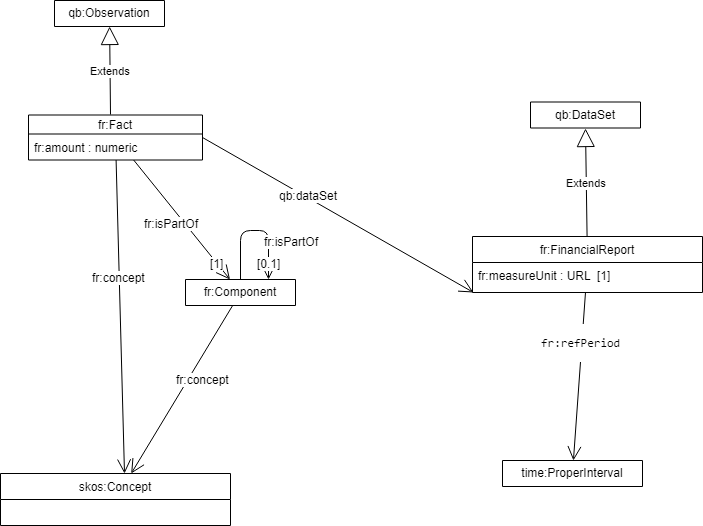 qb:Observation
Extends
fr:Fact
fr:amount : numeric
qb:DataSet
Extends
qb:dataSet
fr:isPartOf
fr:isPartOf
[1]
[0.1]
fr:Component
fr:concept
fr:FinancialReport
fr:measureUnit : URL [1]
fr:refPeriod
fr:concept
time:ProperInterval
skos:Concept